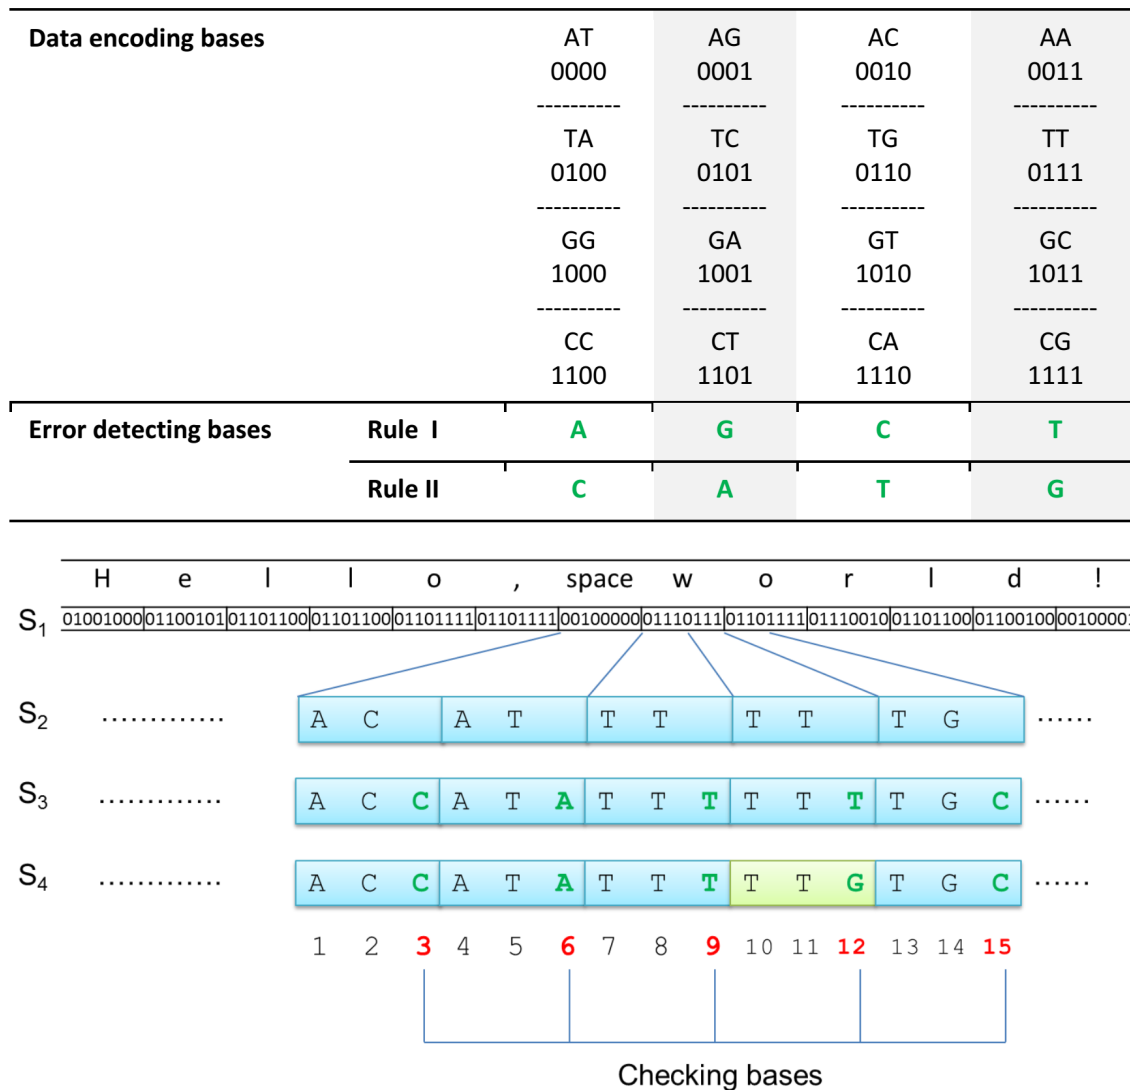 Data encoding bases AT AG AC AA
0000 0001 0010 0011
---------- ---------- ---------- ----------
TA TC TG TT
0100 0101 0110 0111
---------- ---------- ---------- ----------
GG GA GT GC
1000 1001 1010 1011
---------- ---------- ---------- ----------
CC CT CA CG
1100 1101 1110 1111
Error detecting bases Rule I A G C T
Rule II C A T G
H e l l o , space w o r l d !
S1 01001000 01100101 01101100 01101100 01101111 01101111 00100000 01110111 01101111 01110010 01101100 01100100 00100001
S2 ············· A C A T T T T T T G ······
S3 ············· A C C A T A T T T T T T T G C ······
S4 ············· A C C A T A T T T T T G T G C ······
1 2 3 4 5 6 7 8 9 10 11 12 13 14 15
Checking bases